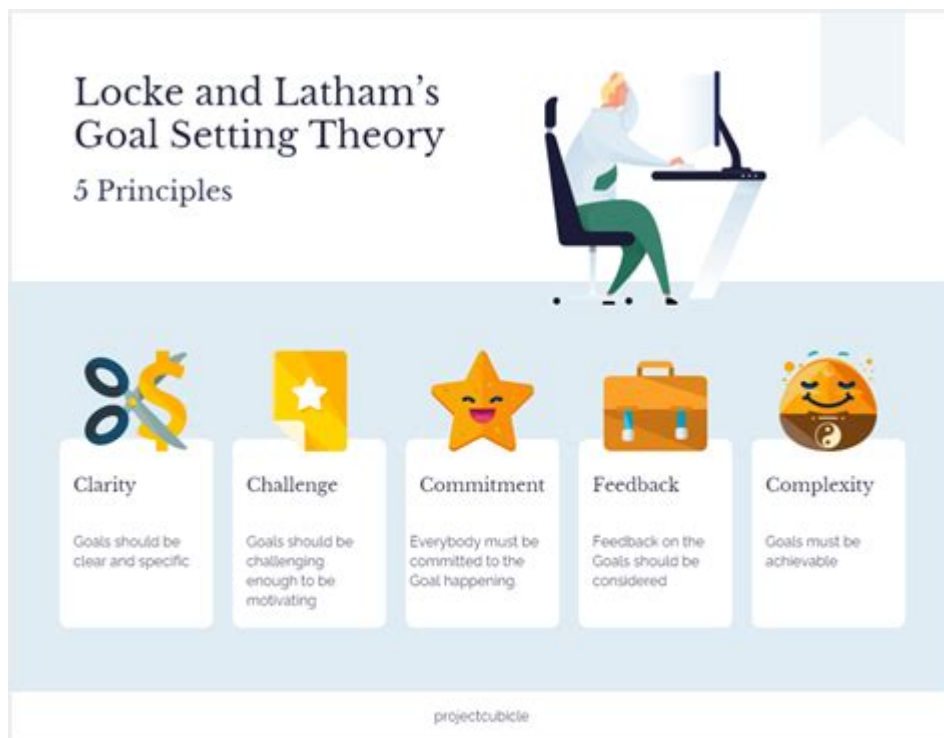 Locke and Latham's
Goal Setting Theory
5 Principles
Clarity
Goals should be
clear and specific
Challenge
Goals should be
challenging
enough to be
motivating
Commitment
Everybody must be
committed to the
Goal happening
Feedback
Feedback on the
Goals should be
considered
Complexity
Goals must be
achievable
projectcubicle